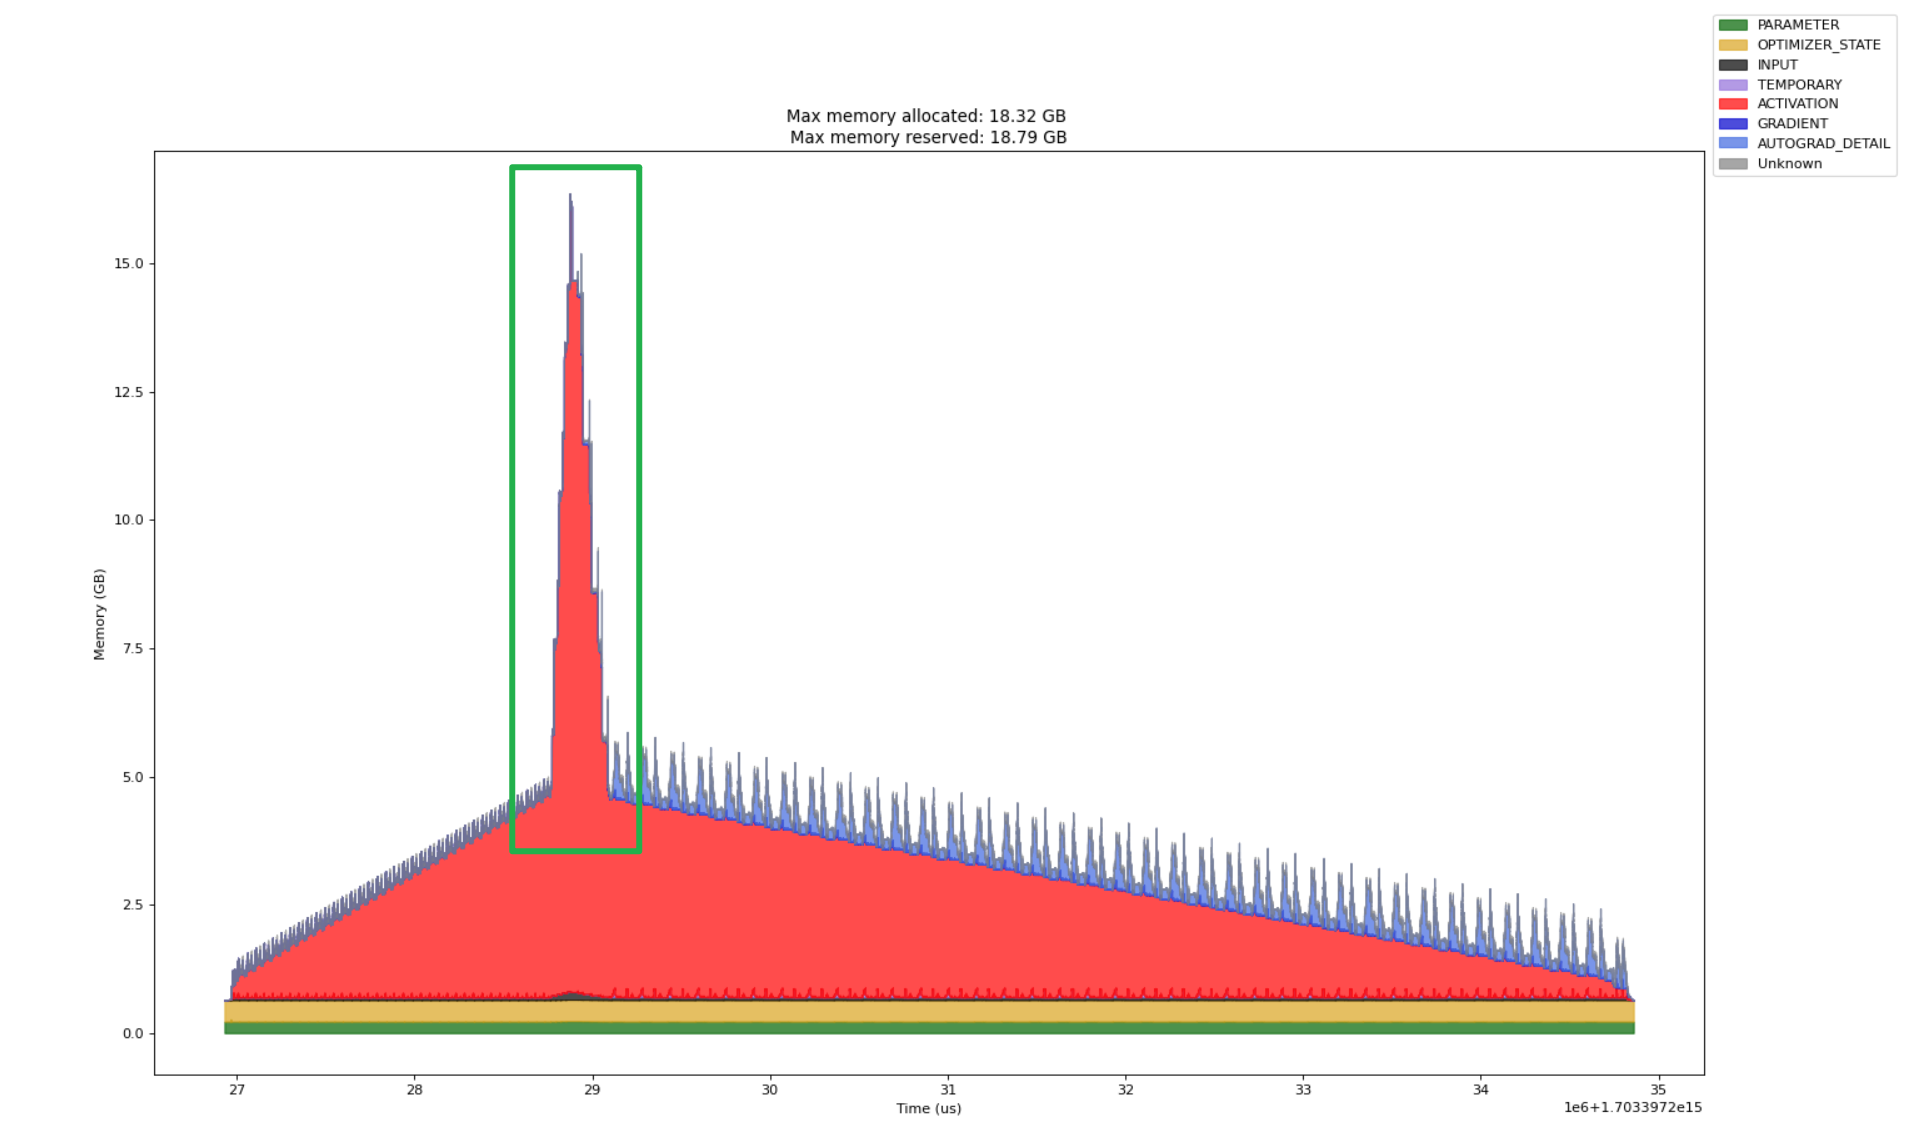 PARAMETER
OPTIMIZER_STATE
INPUT
TEMPORARY
ACTIVATION
GRADIENT
AUTOGRAD_DETAIL
Unknown
Max memory allocated: 18.32 GB
Max memory reserved: 18.79 GB
15.0
12.5
10.0
7.5
5.0
2.5
0.0
Memory (GB)
27 28 29 30 31 32 33 34 35
Time (us)
1e6+1.7033972e15